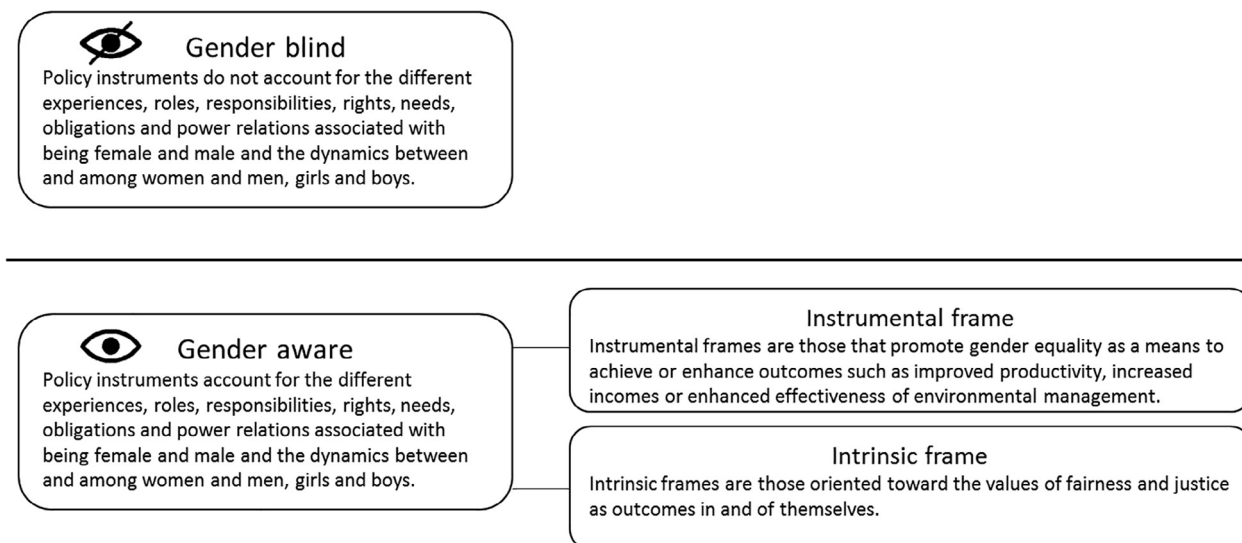 Gender blind
Policy instruments do not account for the different
experiences, roles, responsibilities, rights, needs,
obligations and power relations associated with
being female and male and the dynamics between
and among women and men, girls and boys.
Gender aware
Policy instruments account for the different
experiences, roles, responsibilities, rights, needs,
obligations and power relations associated with
being female and male and the dynamics between
and among women and men, girls and boys.
Instrumental frame
Instrumental frames are those that promote gender equality as a means to
achieve or enhance outcomes such as improved productivity, increased
incomes or enhanced effectiveness of environmental management.
Intrinsic frame
Intrinsic frames are those oriented toward the values of fairness and justice
as outcomes in and of themselves.